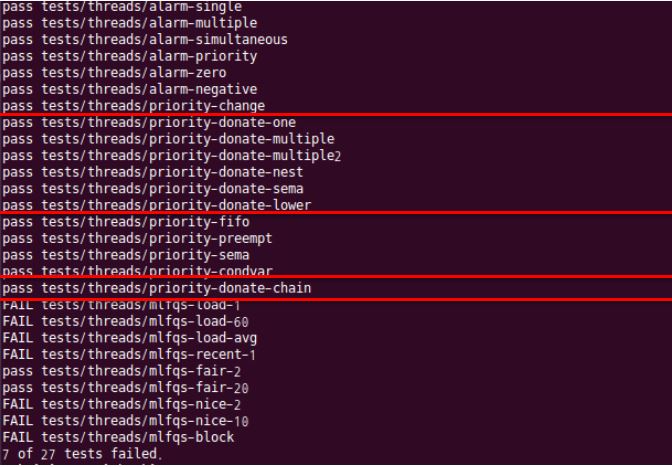 pass tests/threads/alarm-single
pass tests/threads/alarm-multiple
pass tests/threads/alarm-simultaneous
pass tests/threads/alarm-priority
pass tests/threads/alarm-zero
pass tests/threads/alarm-negative
pass tests/threads/priority-change
pass tests/threads/priority-donate-one
pass tests/threads/priority-donate-multiple
pass tests/threads/priority-donate-multiple2
pass tests/threads/priority-donate-nest
pass tests/threads/priority-donate-sema
pass tests/threads/priority-donate-lower
pass tests/threads/priority-fifo
pass tests/threads/priority-preempt
pass tests/threads/priority-sema
pass tests/threads/priority-condvar
pass tests/threads/priority-donate-chain
FAIL tests/threads/mlfqs-load-1
FAIL tests/threads/mlfqs-load-60
FAIL tests/threads/mlfqs-load-avg
FAIL tests/threads/mlfqs-recent-1
pass tests/threads/mlfqs-fair-2
pass tests/threads/mlfqs-fair-20
FAIL tests/threads/mlfqs-nice-2
FAIL tests/threads/mlfqs-nice-10
FAIL tests/threads/mlfqs-block
7 of 27 tests failed.